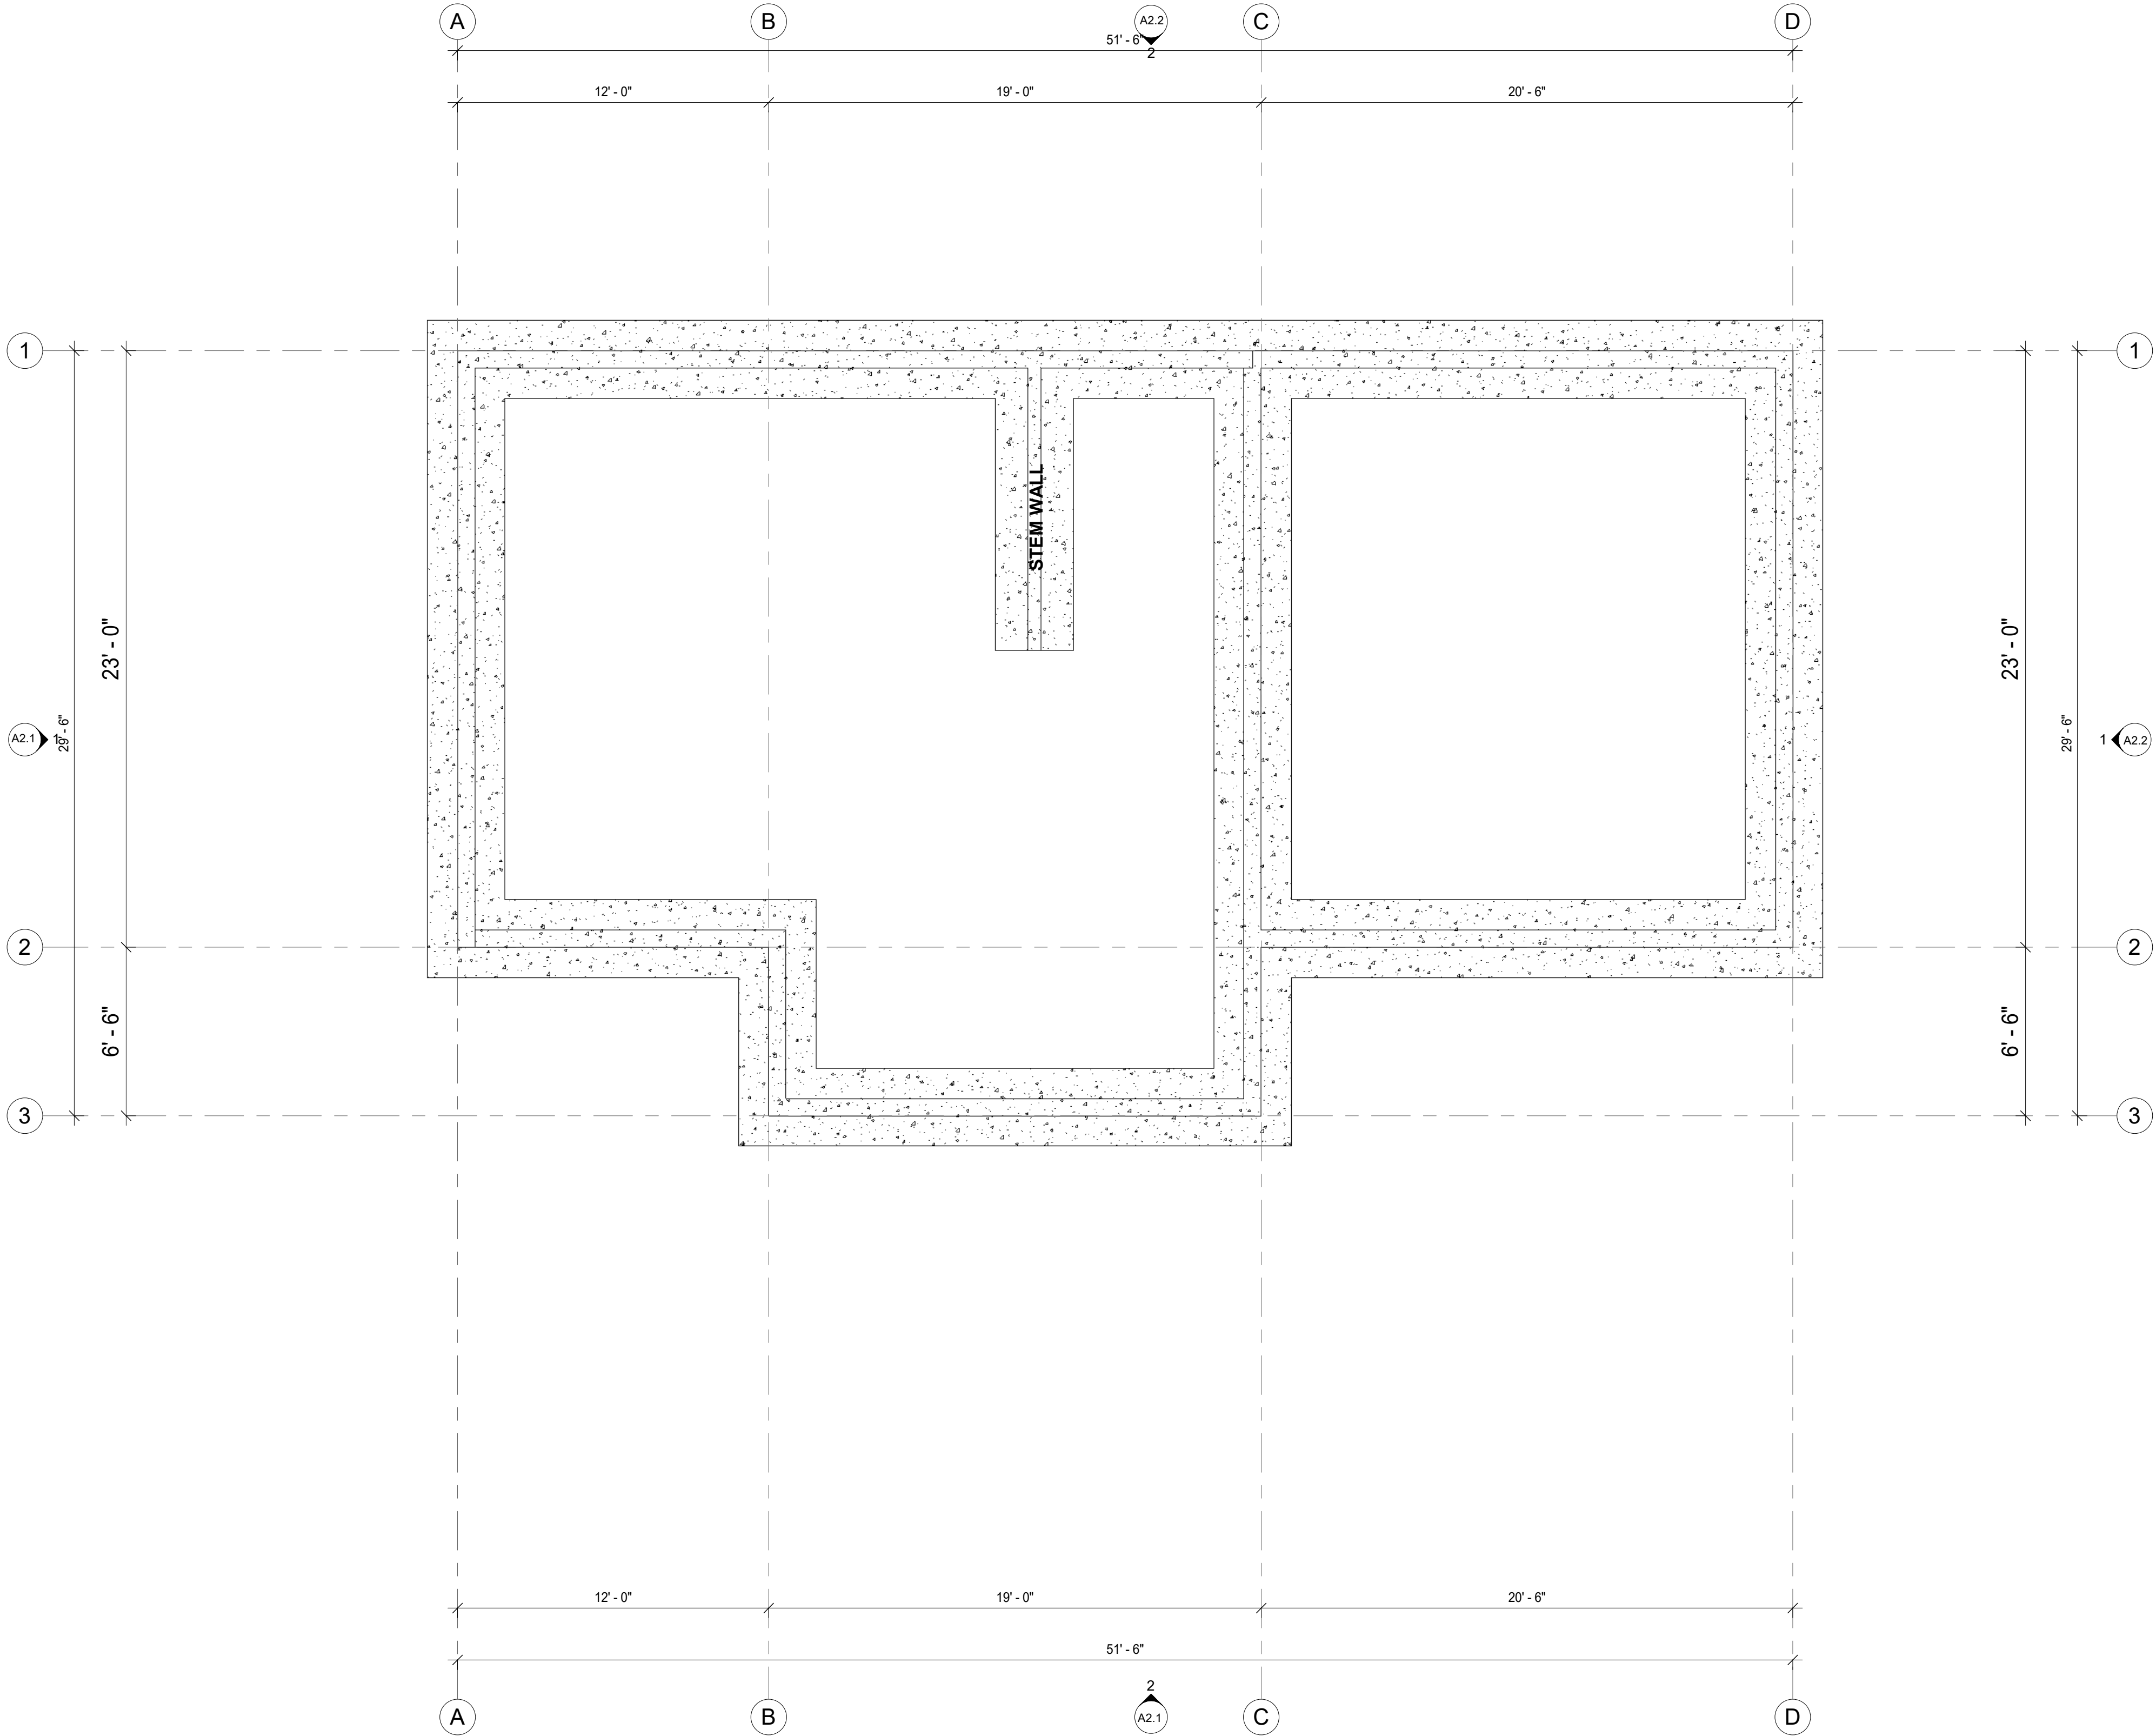 A
B
A2.2
C
D
51' - 6"
2
12' - 0"
19' - 0"
20' - 6"
1
1
STEM WALL
23' - 0"
23' - 0"
29' - 6"
29' - 6"
A2.1
1
1
A2.2
2
2
6' - 6"
6' - 6"
3
3
12' - 0"
19' - 0"
20' - 6"
51' - 6"
2
A
B
A2.1
C
D